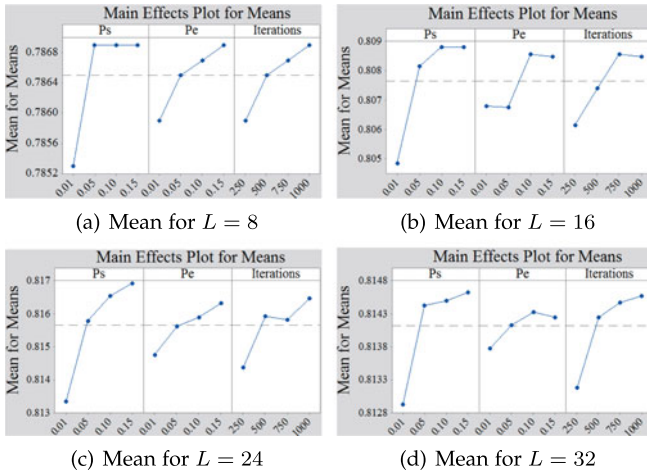 Main Effects Plot for Means
Ps Pe Iterations
Mean for Means
0.7868
0.7864
0.7860
0.7856
0.7852
0.01 0.05 0.10 0.15 0.01 0.05 0.10 0.15 250 500 750 1000
(a) Mean for L = 8
Main Effects Plot for Means
Ps Pe Iterations
Mean for Means
0.809
0.808
0.807
0.806
0.805
0.01 0.05 0.10 0.15 0.01 0.05 0.10 0.15 250 500 750 1000
(b) Mean for L = 16
Main Effects Plot for Means
Ps Pe Iterations
Mean for Means
0.817
0.816
0.815
0.814
0.813
0.01 0.05 0.10 0.15 0.01 0.05 0.10 0.15 250 500 750 1000
(c) Mean for L = 24
Main Effects Plot for Means
Ps Pe Iterations
Mean for Means
0.8148
0.8143
0.8138
0.8133
0.8128
0.01 0.05 0.10 0.15 0.01 0.05 0.10 0.15 250 500 750 1000
(d) Mean for L = 32